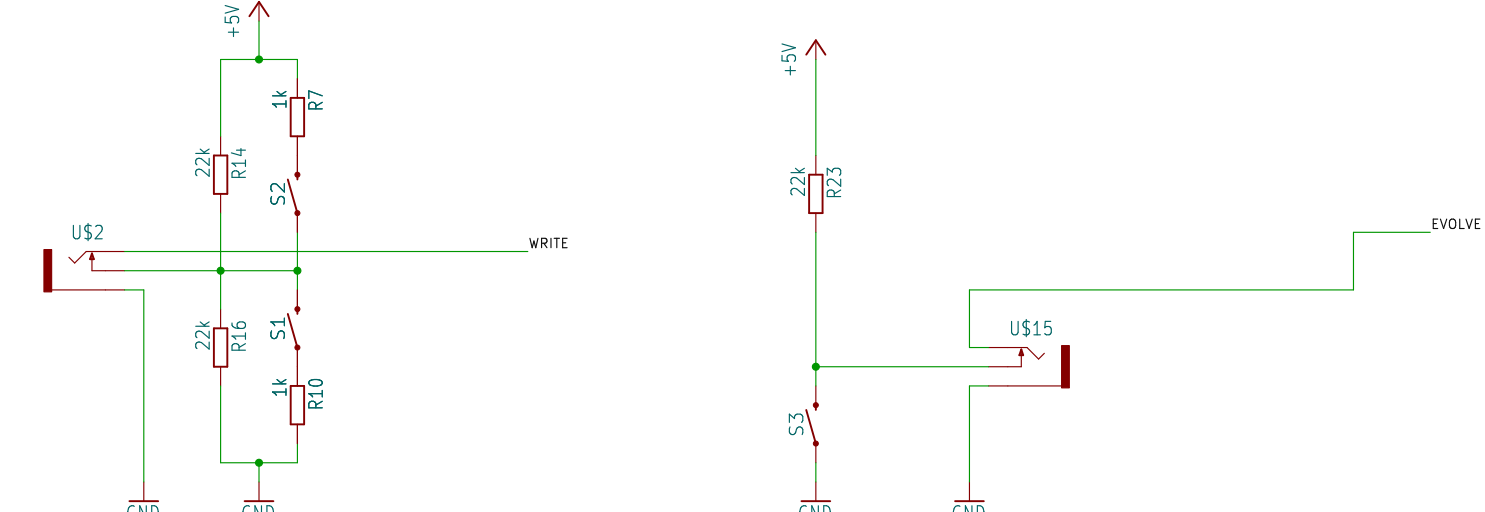 +5V
1k
R7
22k
R14
S2
U$2
WRITE
S1
22k
R16
1k
R10
GND
GND
+5V
22k
R23
EVOLVE
U$15
S3
GND
GND